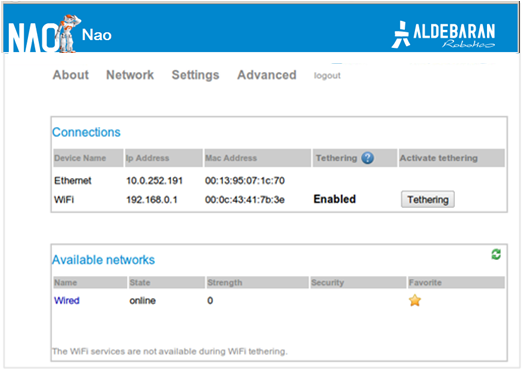 NAO Nao ALDEBARAN
Robotics
About Network Settings Advanced logout
Connections
Device Name Ip Address Mac Address Tethering ? Activate tethering
Ethernet 10.0.252.191 00:13:95:07:1c:70
WiFi 192.168.0.1 00:0c:43:41:7b:3e Enabled Tethering
Available networks
Name State Strength Security Favorite
Wired online 0
The WiFi services are not available during WiFi tethering.